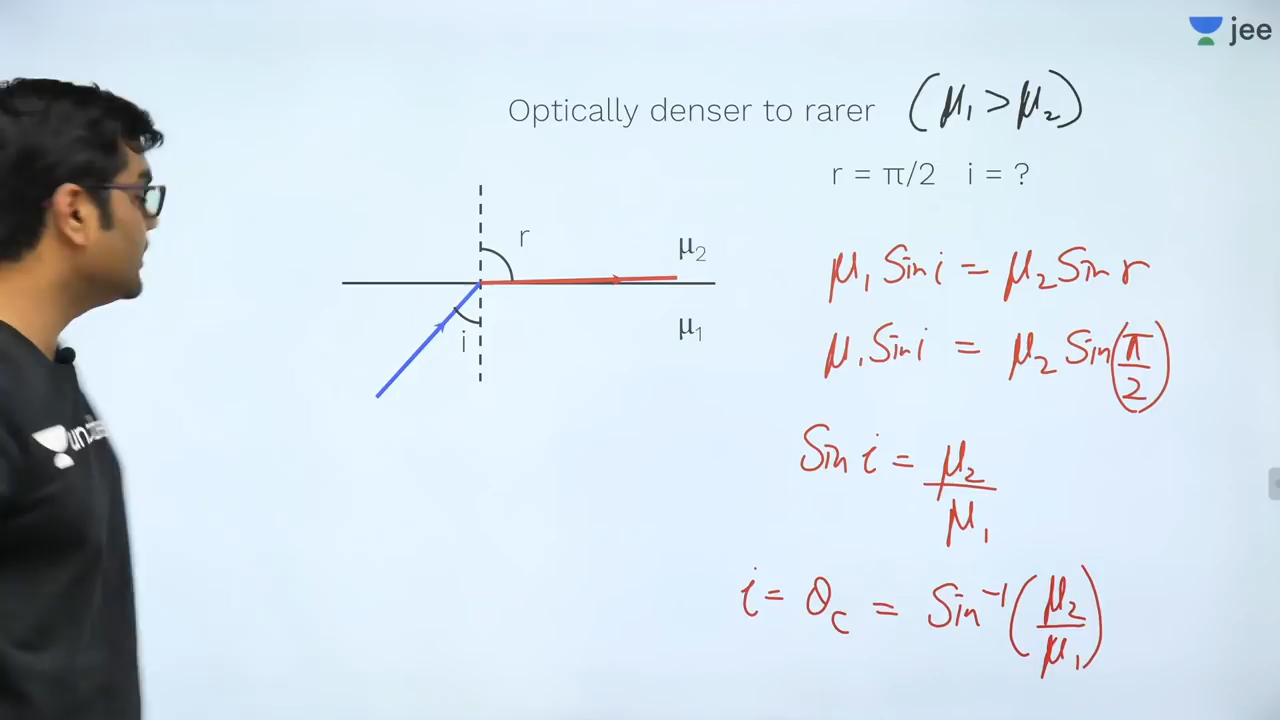 jee
Optically denser to rarer (μ₁ > μ₂)
r = π/2 i = ?
r
μ₂
i
μ₁
μ₁ Sin i = μ₂ Sin r
μ₁ Sin i = μ₂ Sin (π/2)
Sin i = μ₂/μ₁
i = θc = Sin⁻¹ (μ₂/μ₁)